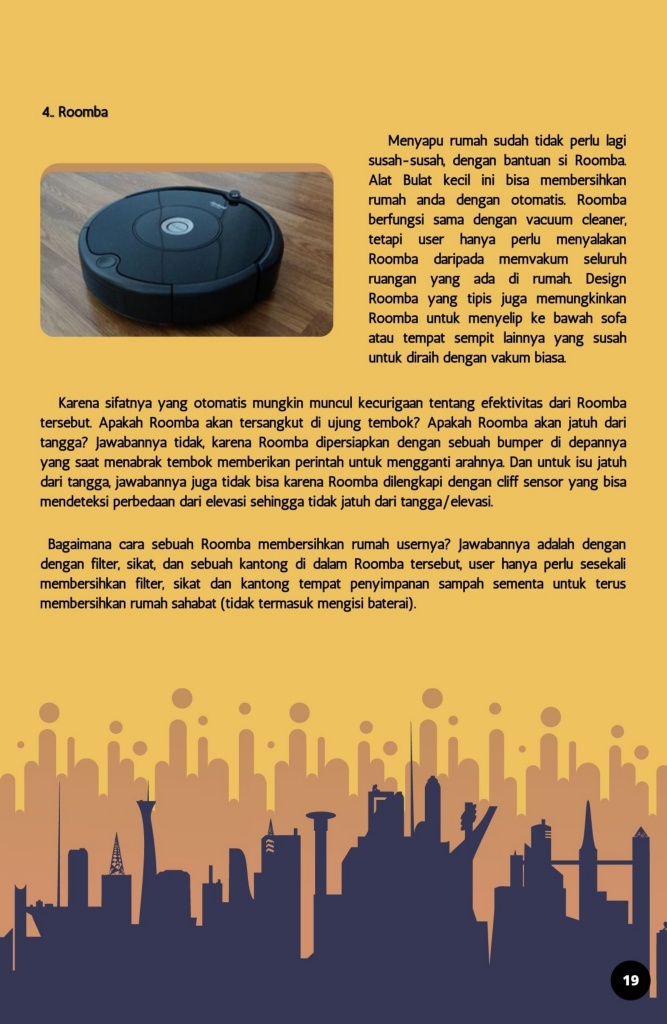 4.. Roomba
Menyapu rumah sudah tidak perlu lagi
susah-susah, dengan bantuan si Roomba.
Alat Bulat kecil ini bisa membersihkan
rumah anda dengan otomatis. Roomba
berfungsi sama dengan vacuum cleaner,
tetapi user hanya perlu menyalakan
Roomba daripada memvakum seluruh
ruangan yang ada di rumah. Design
Roomba yang tipis juga memungkinkan
Roomba untuk menyelip ke bawah sofa
atau tempat sempit lainnya yang susah
untuk diraih dengan vakum biasa.
Karena sifatnya yang otomatis mungkin muncul kecurigaan tentang efektivitas dari Roomba
tersebut. Apakah Roomba akan tersangkut di ujung tembok? Apakah Roomba akan jatuh dari
tangga? Jawabannya tidak, karena Roomba dipersiapkan dengan sebuah bumper di depannya
yang saat menabrak tembok memberikan perintah untuk mengganti arahnya. Dan untuk isu jatuh
dari tangga, jawabannya juga tidak bisa karena Roomba dilengkapi dengan cliff sensor yang bisa
mendeteksi perbedaan dari elevasi sehingga tidak jatuh dari tangga/elevasi.
Bagaimana cara sebuah Roomba membersihkan rumah usernya? Jawabannya adalah dengan
dengan filter, sikat, dan sebuah kantong di dalam Roomba tersebut, user hanya perlu sesekali
membersihkan filter, sikat dan kantong tempat penyimpanan sampah sementa untuk terus
membersihkan rumah sahabat (tidak termasuk mengisi baterai).
19